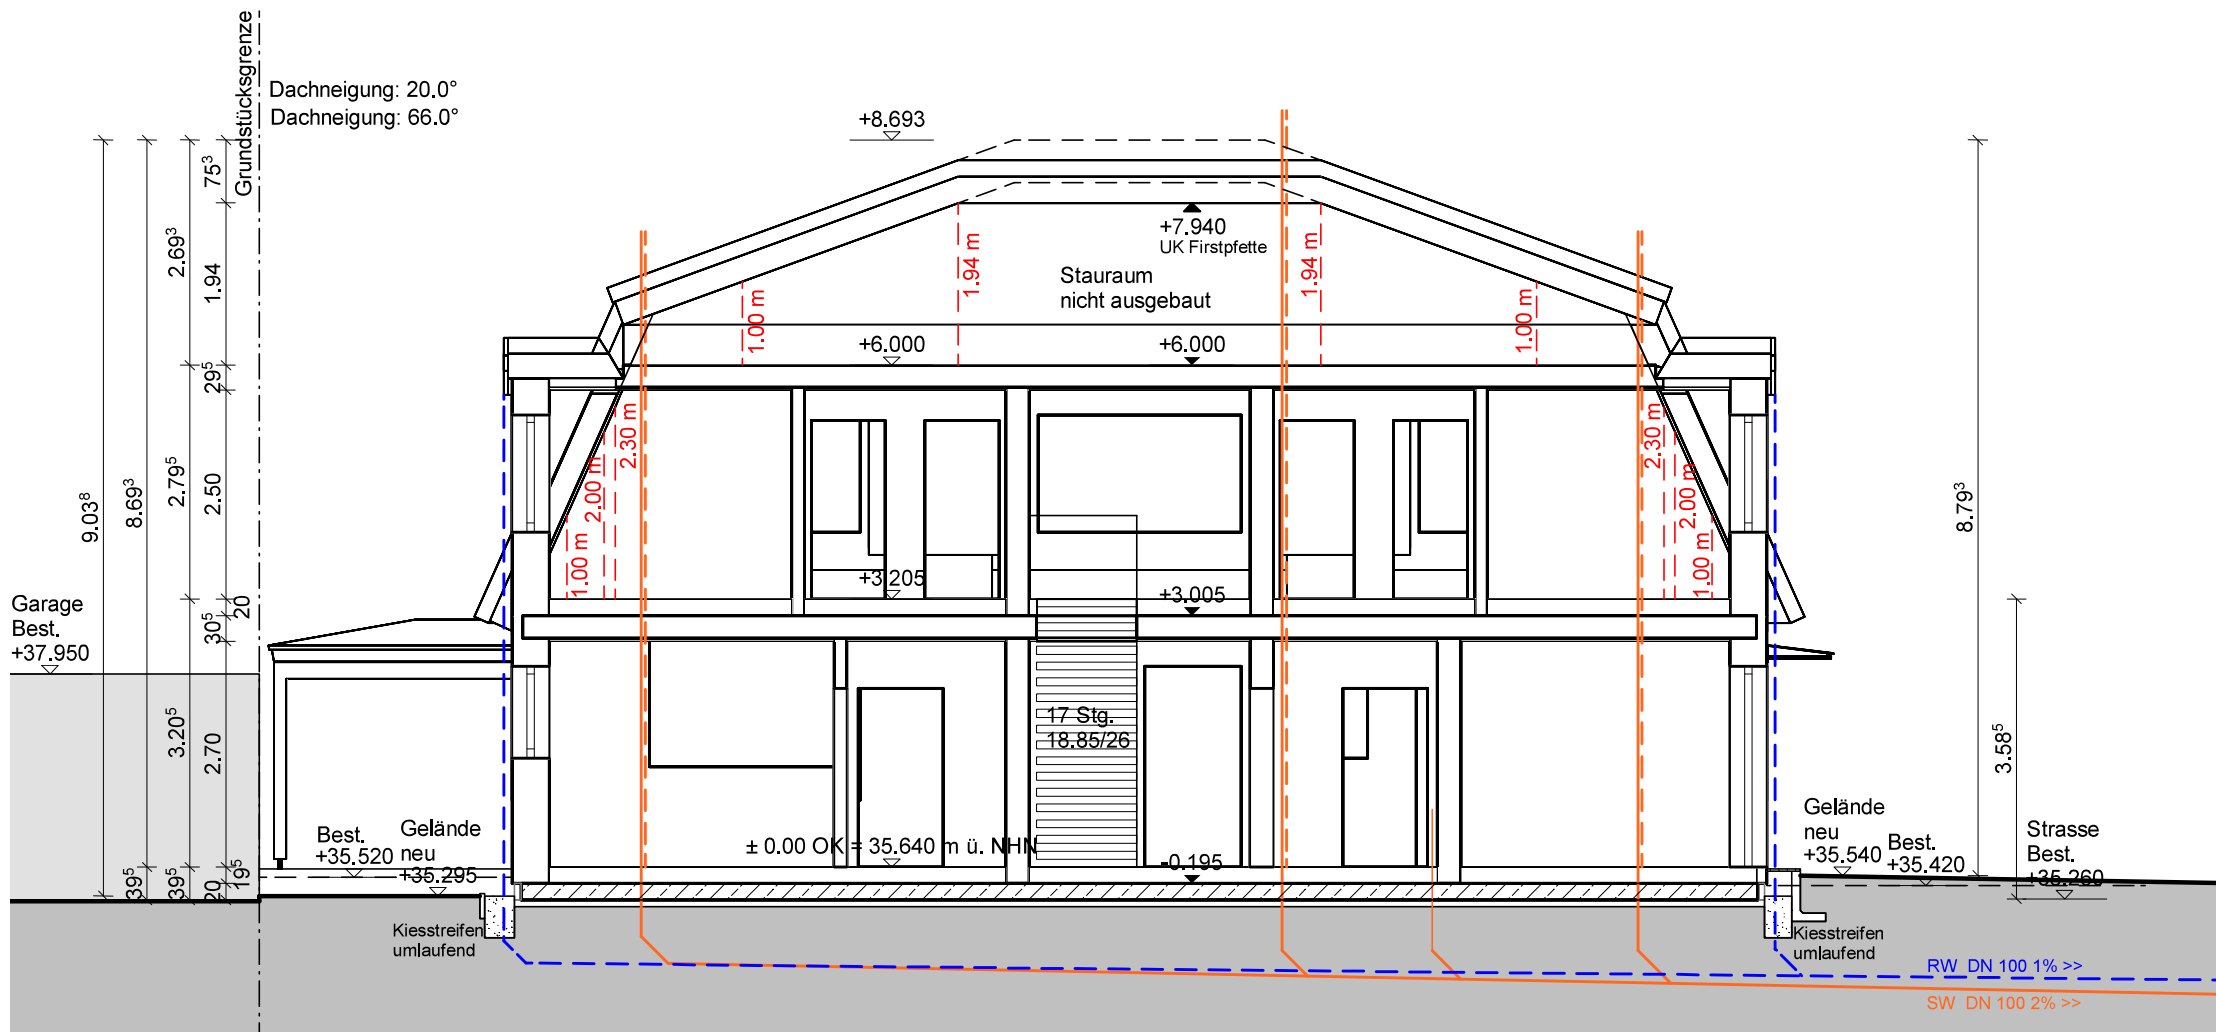 Grundstücksgrenze
Dachneigung: 20.0°
Dachneigung: 66.0°
+8.693
75³
2.69³
1.94
29⁵
2.79⁵
2.50
9.03⁸
8.69³
20
30⁵
3.20⁵
2.70
39⁵
39⁵
20
19⁵
+7.940
UK Firstpfette
1.94 m
1.94 m
1.00 m
1.00 m
Stauraum
nicht ausgebaut
+6.000
+6.000
2.30 m
2.00 m
1.00 m
2.30 m
2.00 m
1.00 m
+3.205
+3.005
Garage
Best.
+37.950
17 Stg.
18.85/26
± 0.00 OK = 35.640 m ü. NHN
-0.195
Best.
+35.520
Gelände
neu
+35.295
8.79³
3.58⁵
Gelände
neu
+35.540
Best.
+35.420
Strasse
Best.
+35.260
Kiesstreifen
umlaufend
Kiesstreifen
umlaufend
RW DN 100 1% >>
SW DN 100 2% >>